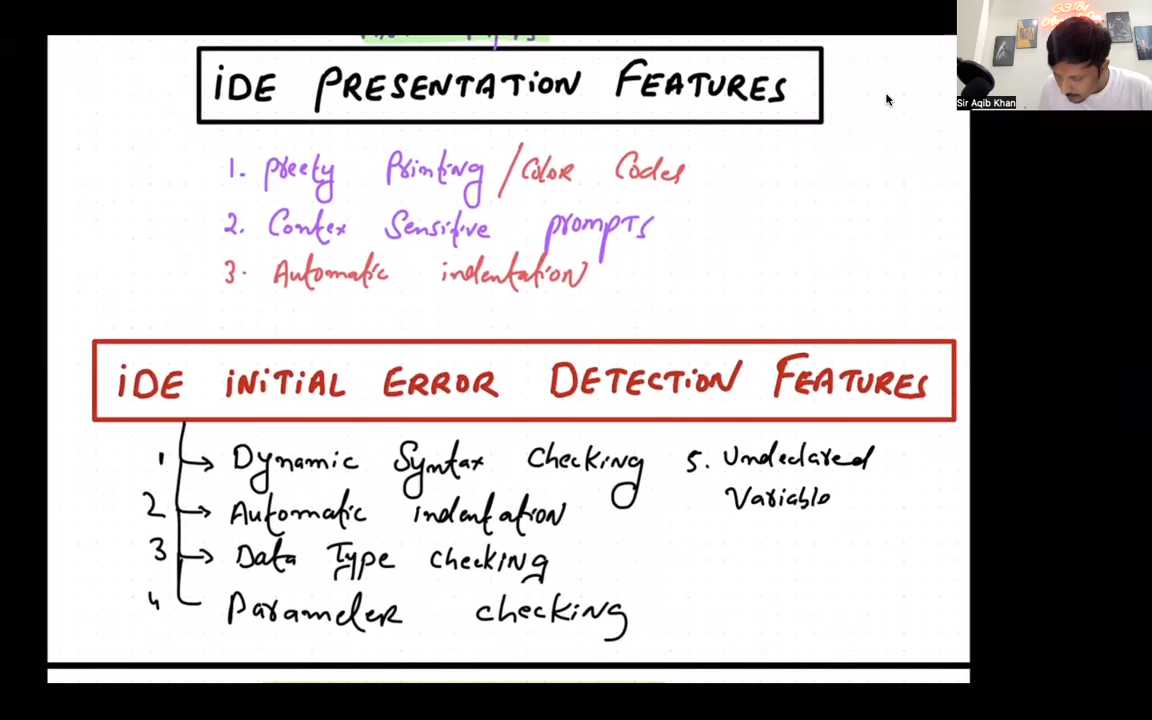 iDE PRESENTATION FEATURES
1. Preety Printing / Color Codes
2. Contex Sensitive prompts
3. Automatic indentation
iDE iNiTiAL ERROR DETECTiON FEATURES
1 Dynamic Syntax Checking
2 Automatic indentation
3 Data Type checking
4 Parameter checking
5. Undeclared
Variable
Sir Aqib Khan